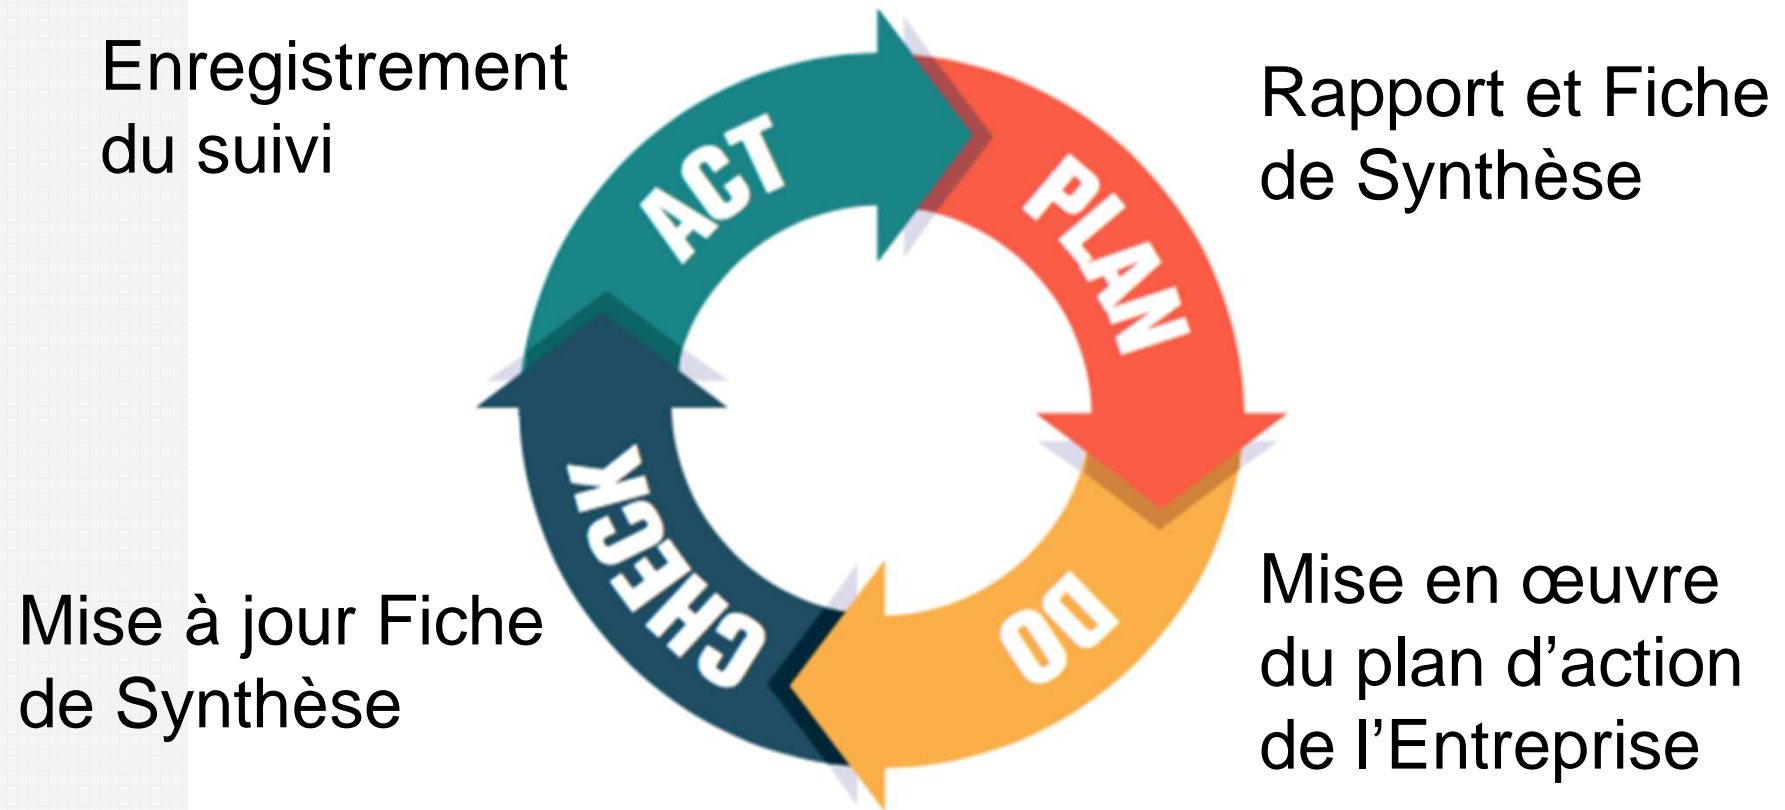 Enregistrement
du suivi
ACT
PLAN
Rapport et Fiche
de Synthèse
CHECK
DO
Mise à jour Fiche
de Synthèse
Mise en œuvre
du plan d’action
de l’Entreprise